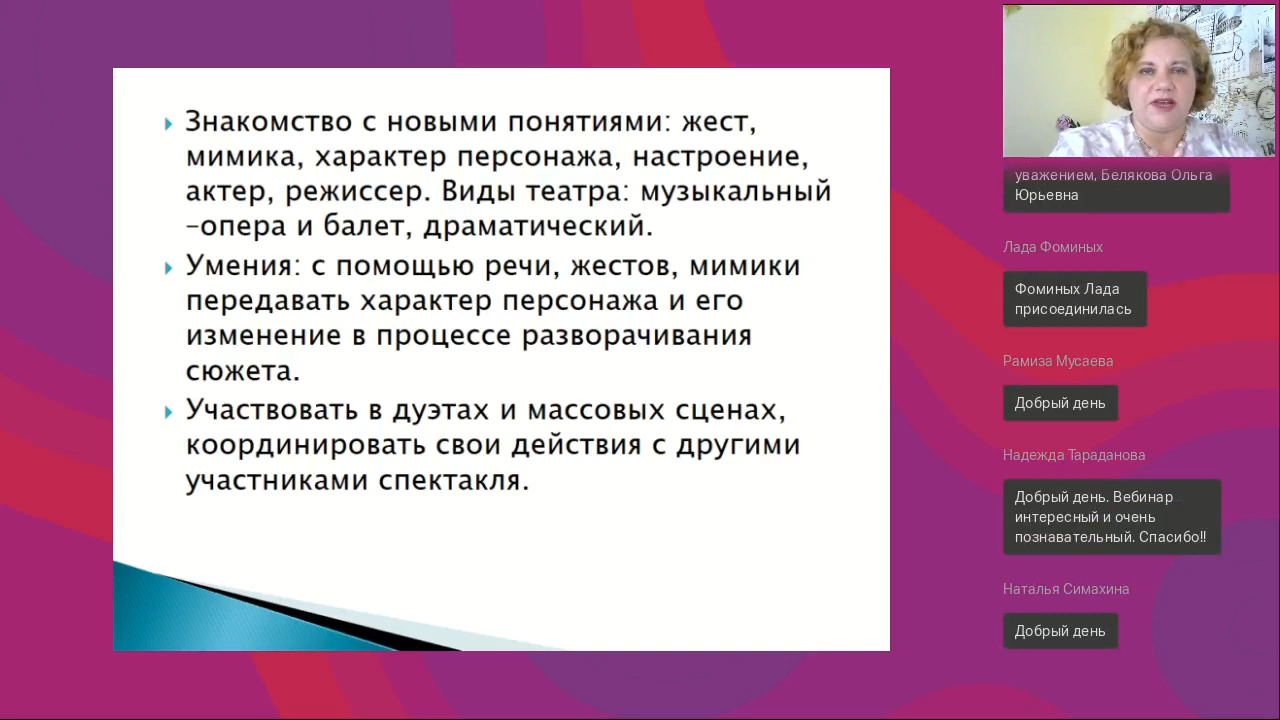 Знакомство с новыми понятиями: жест,
мимика, характер персонажа, настроение,
актер, режиссер. Виды театра: музыкальный
–опера и балет, драматический.
Умения: с помощью речи, жестов, мимики
передавать характер персонажа и его
изменение в процессе разворачивания
сюжета.
Участвовать в дуэтах и массовых сценах,
координировать свои действия с другими
участниками спектакля.
уважением, Белякова Ольга
Юрьевна
Лада Фоминых
Фоминых Лада
присоединилась
Рамиза Мусаева
Добрый день
Надежда Тараданова
Добрый день. Вебинар
интересный и очень
познавательный. Спасибо!!
Наталья Симахина
Добрый день